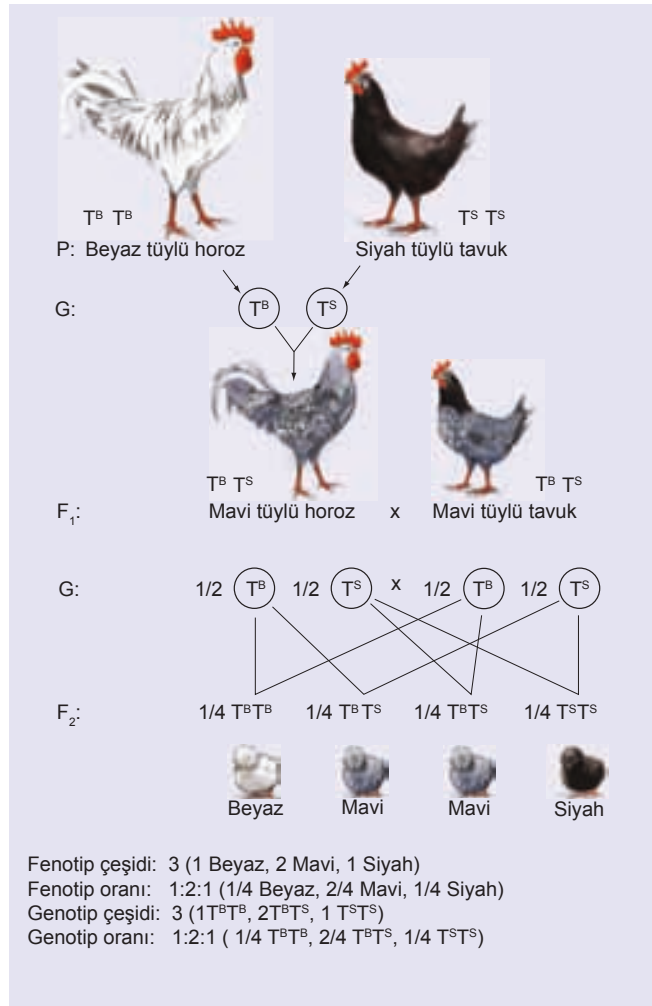 Tᴮ Tᴮ Tˢ Tˢ
P: Beyaz tüylü horoz Siyah tüylü tavuk
G: Tᴮ Tˢ
Tᴮ Tˢ Tᴮ Tˢ
F₁: Mavi tüylü horoz x Mavi tüylü tavuk
G: 1/2 Tᴮ 1/2 Tˢ x 1/2 Tᴮ 1/2 Tˢ
F₂: 1/4 TᴮTᴮ 1/4 Tᴮ Tˢ 1/4 TᴮTˢ 1/4 TˢTˢ
Beyaz Mavi Mavi Siyah
Fenotip çeşidi: 3 (1 Beyaz, 2 Mavi, 1 Siyah)
Fenotip oranı: 1:2:1 (1/4 Beyaz, 2/4 Mavi, 1/4 Siyah)
Genotip çeşidi: 3 (1TᴮTᴮ, 2TᴮTˢ, 1 TˢTˢ)
Genotip oranı: 1:2:1 ( 1/4 TᴮTᴮ, 2/4 TᴮTˢ, 1/4 TˢTˢ)